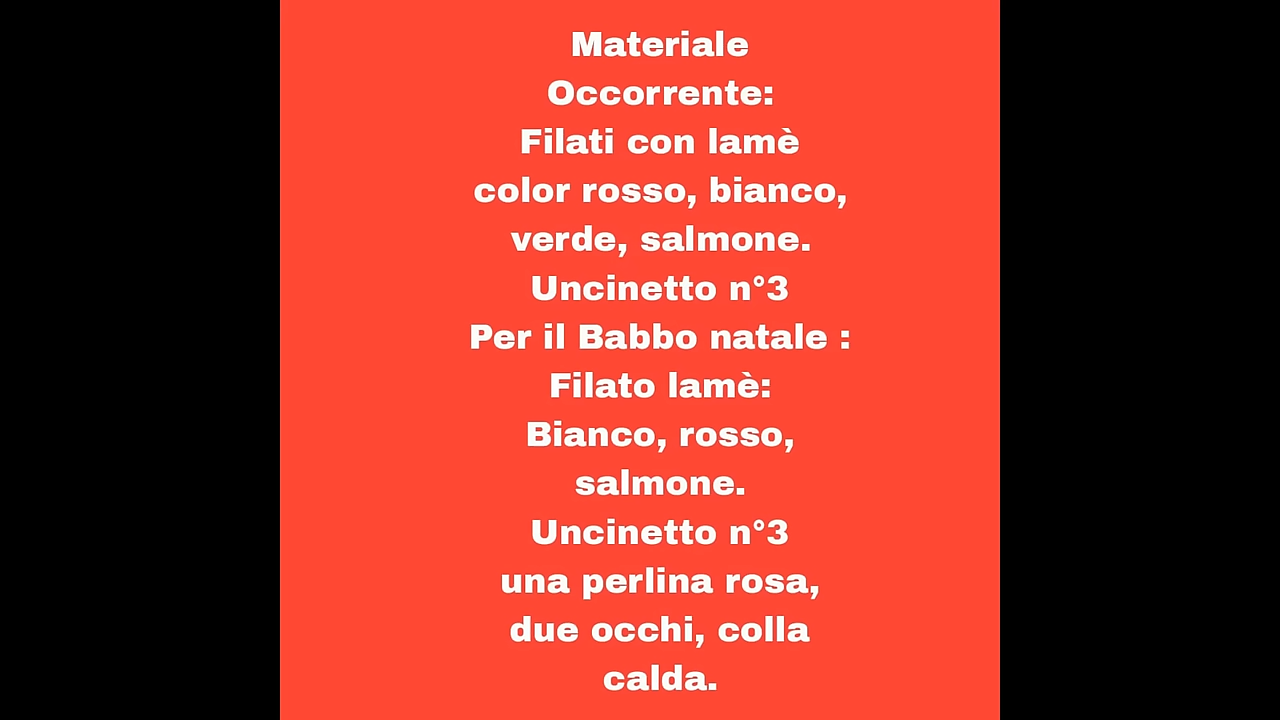 Materiale
Occorrente:
Filati con lamè
color rosso, bianco,
verde, salmone.
Uncinetto n°3
Per il Babbo natale :
Filato lamè:
Bianco, rosso,
salmone.
Uncinetto n°3
una perlina rosa,
due occhi, colla
calda.